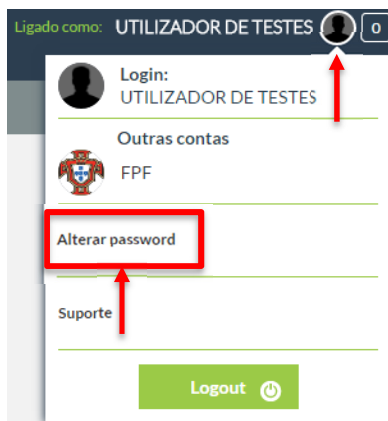 Ligado como: UTILIZADOR DE TESTES 0
Login:
UTILIZADOR DE TESTES
Outras contas
FPF
Alterar password
Suporte
Logout